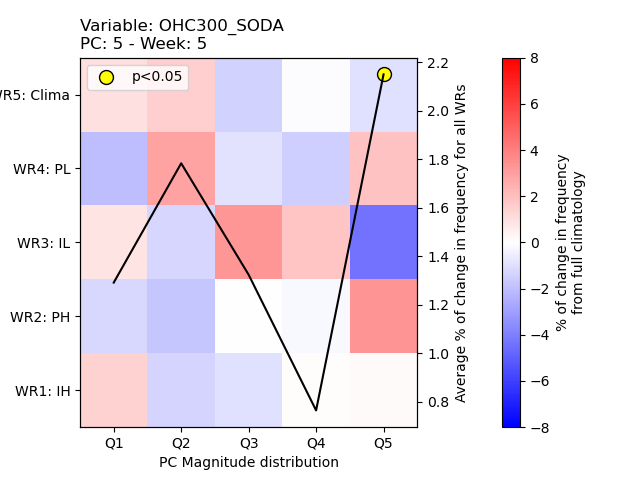 Variable: OHC300_SODA
PC: 5 - Week: 5
p<0.05
WR5: Clima
WR4: PL
WR3: IL
WR2: PH
WR1: IH
Q1 Q2 Q3 Q4 Q5
PC Magnitude distribution
2.2
2.0
1.8
1.6
1.4
1.2
1.0
0.8
Average % of change in frequency for all WRs
8
6
4
2
0
−2
−4
−6
−8
% of change in frequency
from full climatology